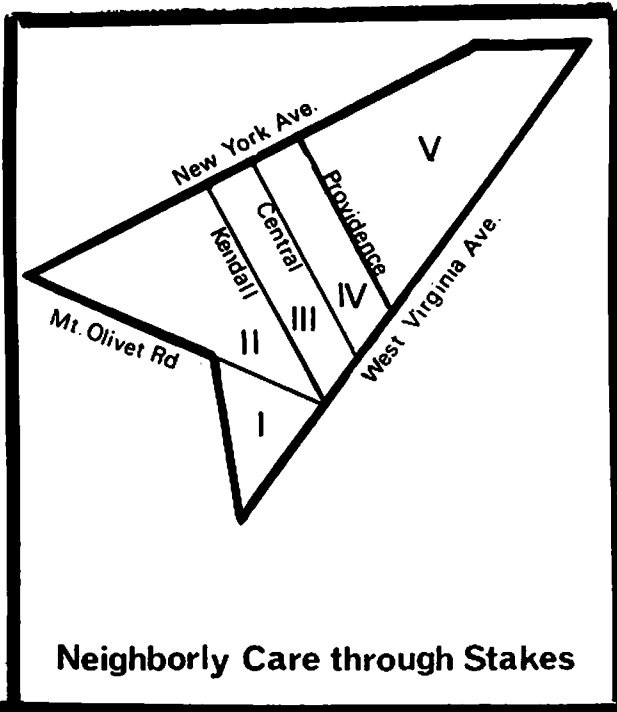 New York Ave.
V
Providence
Central
Kendall
IV
III
II
West Virginia Ave.
Mt. Olivet Rd
I
Neighborly Care through Stakes